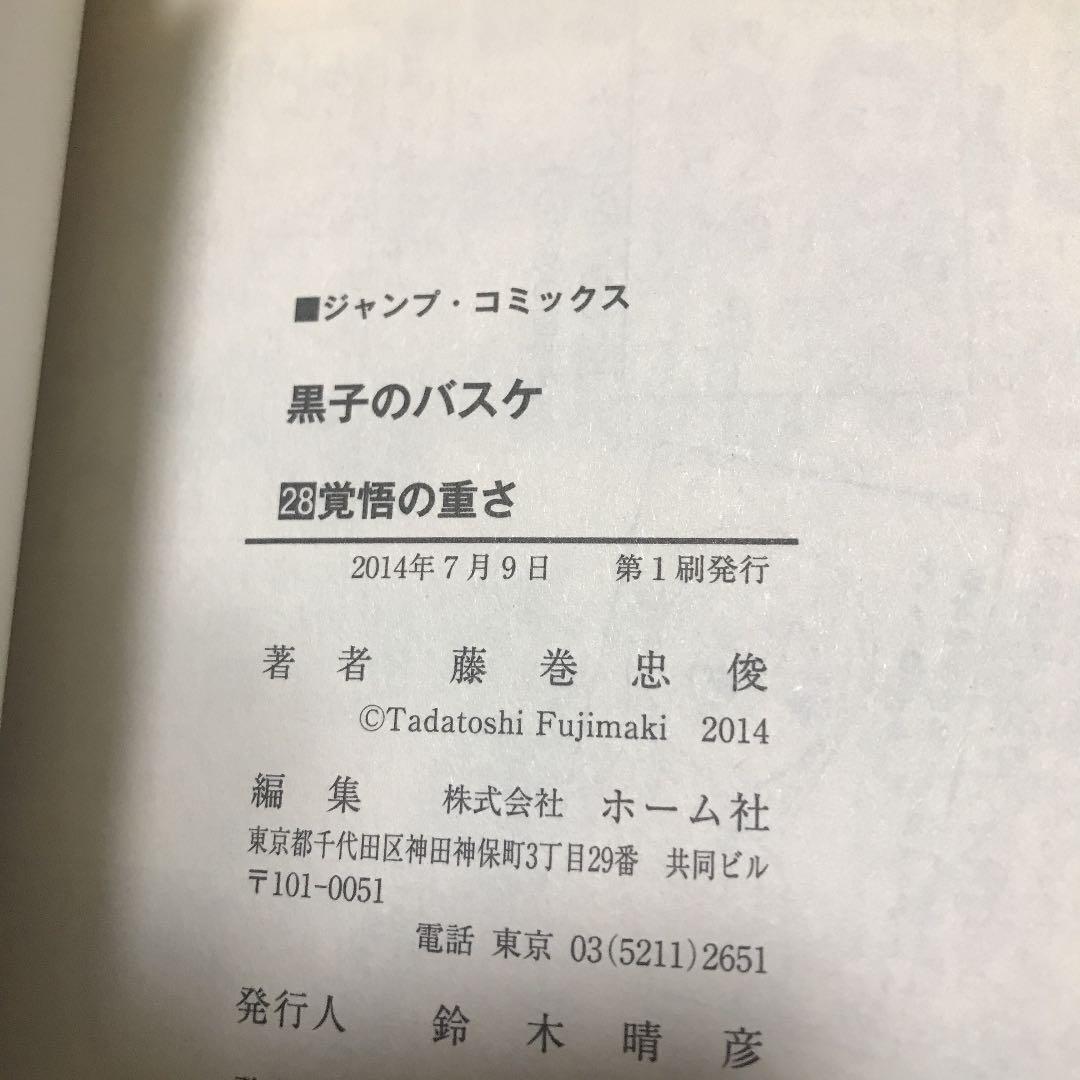 ■ジャンプ・コミックス
黒子のバスケ
28覚悟の重さ
2014年7月9日 第1刷発行
著者 藤巻忠俊
©Tadatoshi Fujimaki 2014
編集 株式会社 ホーム社
東京都千代田区神田神保町3丁目29番 共同ビル
〒101-0051
電話 東京 03(5211)2651
発行人 鈴木晴彦